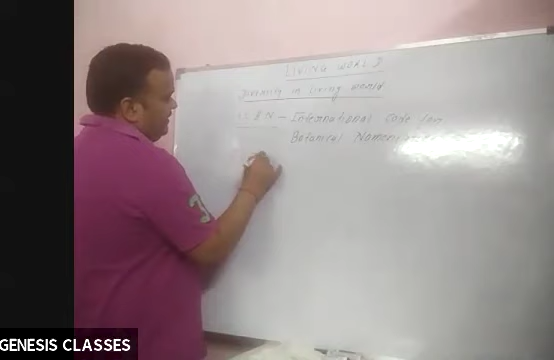 LIVING WORLD
Diversity in living world
I.C.B.N - International Code for
Botanical
GENESIS CLASSES